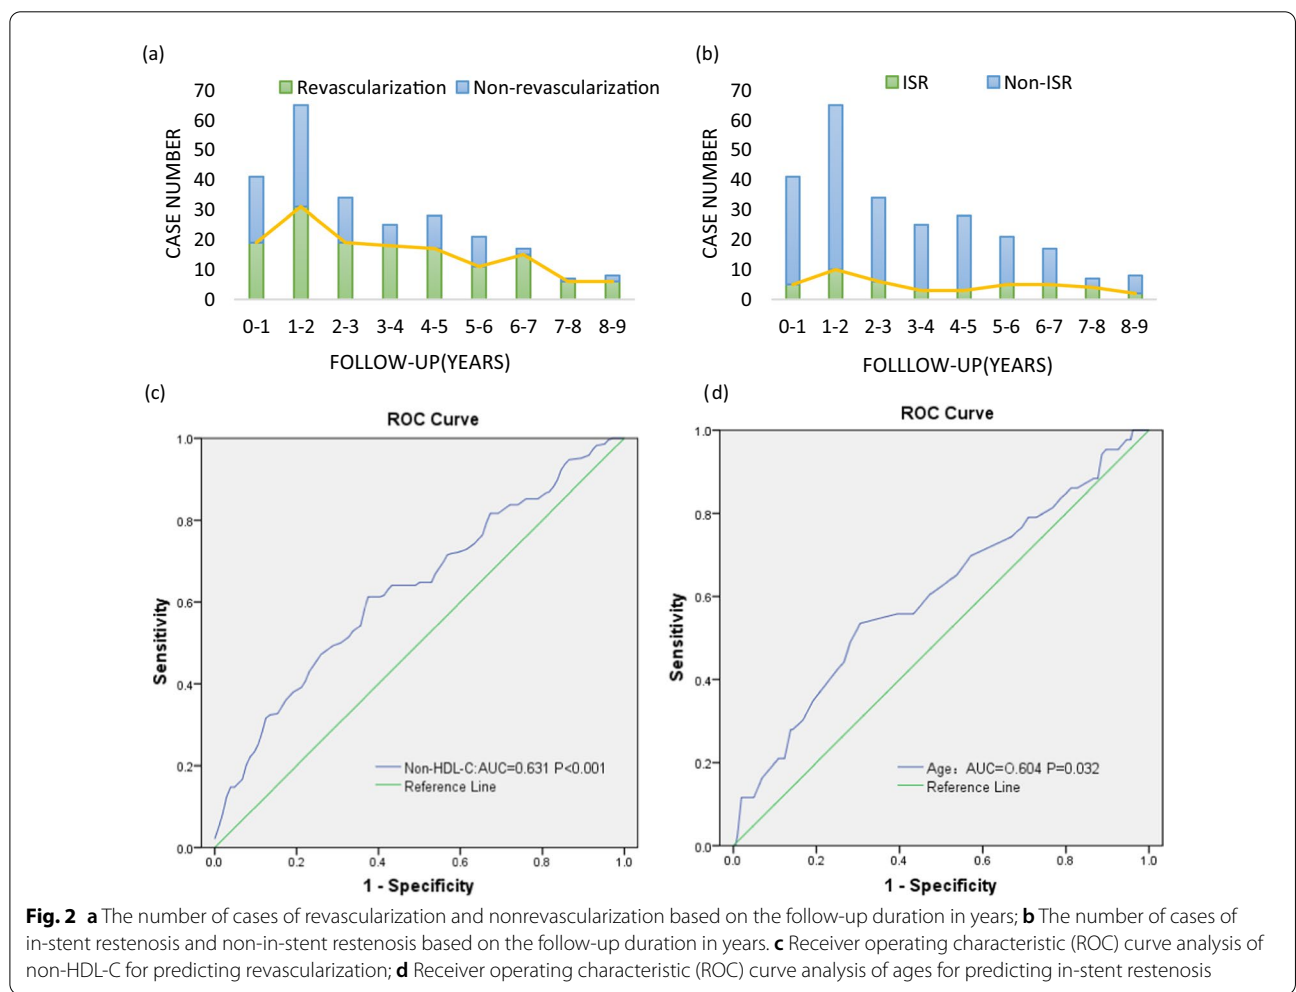 (a)
Revascularization Non-revascularization
CASE NUMBER
70
60
50
40
30
20
10
0
0-1 1-2 2-3 3-4 4-5 5-6 6-7 7-8 8-9
FOLLOW-UP(YEARS)
(b)
ISR Non-ISR
CASE NUMBER
70
60
50
40
30
20
10
0
0-1 1-2 2-3 3-4 4-5 5-6 6-7 7-8 8-9
FOLLLOW-UP(YEARS)
(c)
ROC Curve
Sensitivity
1.0
0.8
0.6
0.4
0.2
0.0
Non-HDL-C:AUC=0.631 P<0.001
Reference Line
0.0 0.2 0.4 0.6 0.8 1.0
1 - Specificity
(d)
ROC Curve
Sensitivity
1.0
0.8
0.6
0.4
0.2
0.0
Age： AUC=0.604 P=0.032
Reference Line
0.0 0.2 0.4 0.6 0.8 1.0
1 - Specificity
Fig. 2 a The number of cases of revascularization and nonrevascularization based on the follow-up duration in years; b The number of cases of
in-stent restenosis and non-in-stent restenosis based on the follow-up duration in years. c Receiver operating characteristic (ROC) curve analysis of
non-HDL-C for predicting revascularization; d Receiver operating characteristic (ROC) curve analysis of ages for predicting in-stent restenosis